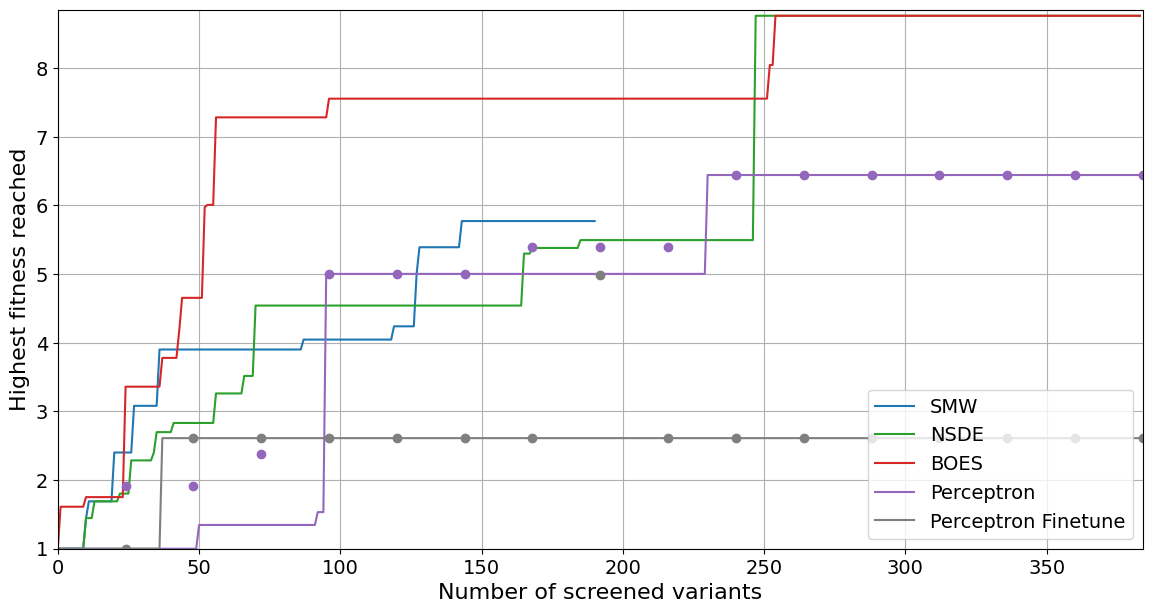 Highest fitness reached
8
7
6
5
4
3
2
1
0 50 100 150 200 250 300 350
Number of screened variants
SMW
NSDE
BOES
Perceptron
Perceptron Finetune